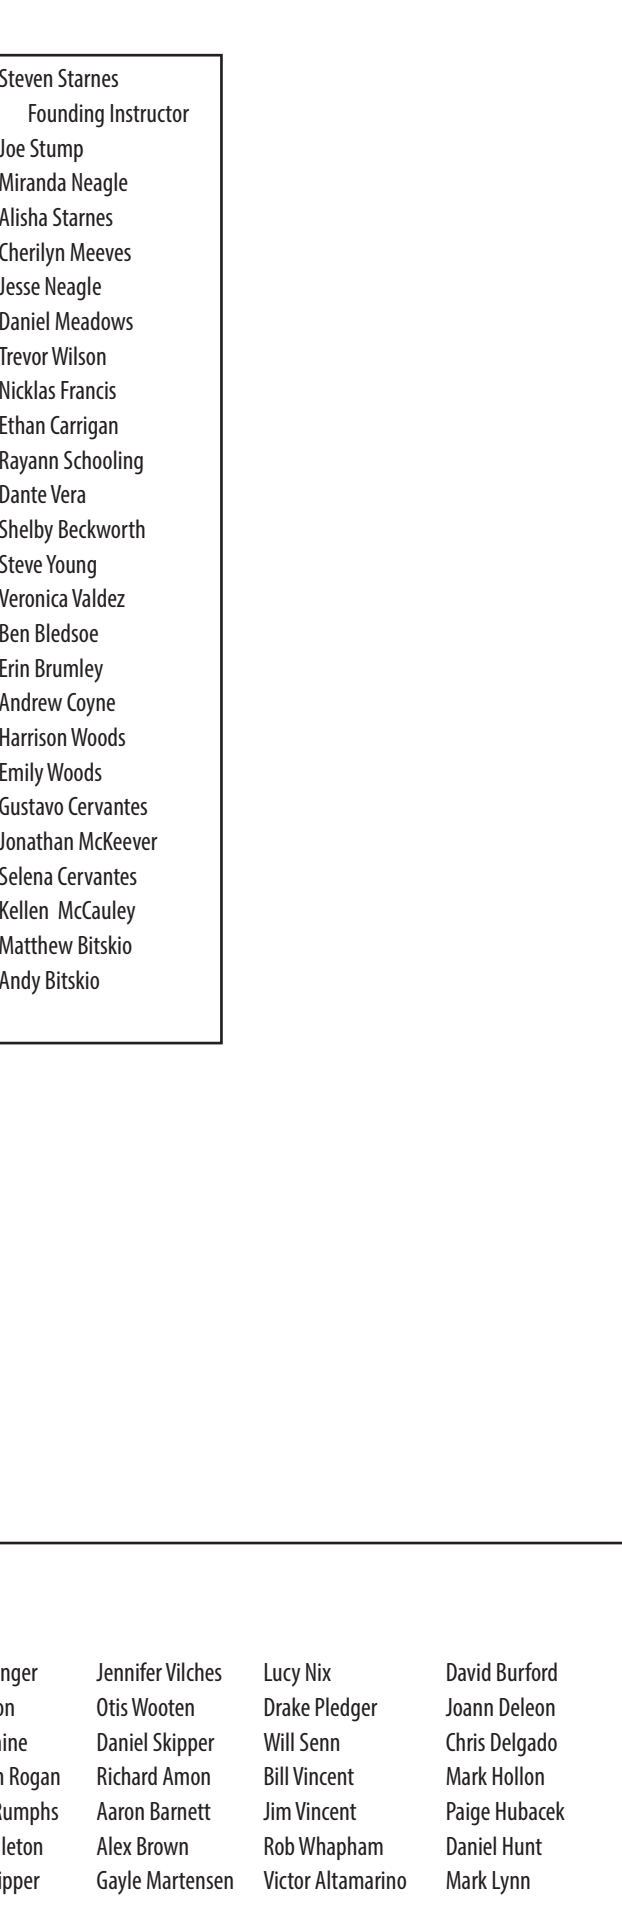 Steven Starnes
Founding Instructor
Joe Stump
Miranda Neagle
Alisha Starnes
Cherilyn Meeves
Jesse Neagle
Daniel Meadows
Trevor Wilson
Nicklas Francis
Ethan Carrigan
Rayann Schooling
Dante Vera
Shelby Beckworth
Steve Young
Veronica Valdez
Ben Bledsoe
Erin Brumley
Andrew Coyne
Harrison Woods
Emily Woods
Gustavo Cervantes
Jonathan McKeever
Selena Cervantes
Kellen McCauley
Matthew Bitskio
Andy Bitskio
Jennifer Vilches Lucy Nix David Burford
Otis Wooten Drake Pledger Joann Deleon
Daniel Skipper Will Senn Chris Delgado
Rogan Richard Amon Bill Vincent Mark Hollon
Aaron Barnett Jim Vincent Paige Hubacek
Alex Brown Rob Whapham Daniel Hunt
Gayle Martensen Victor Altamarino Mark Lynn